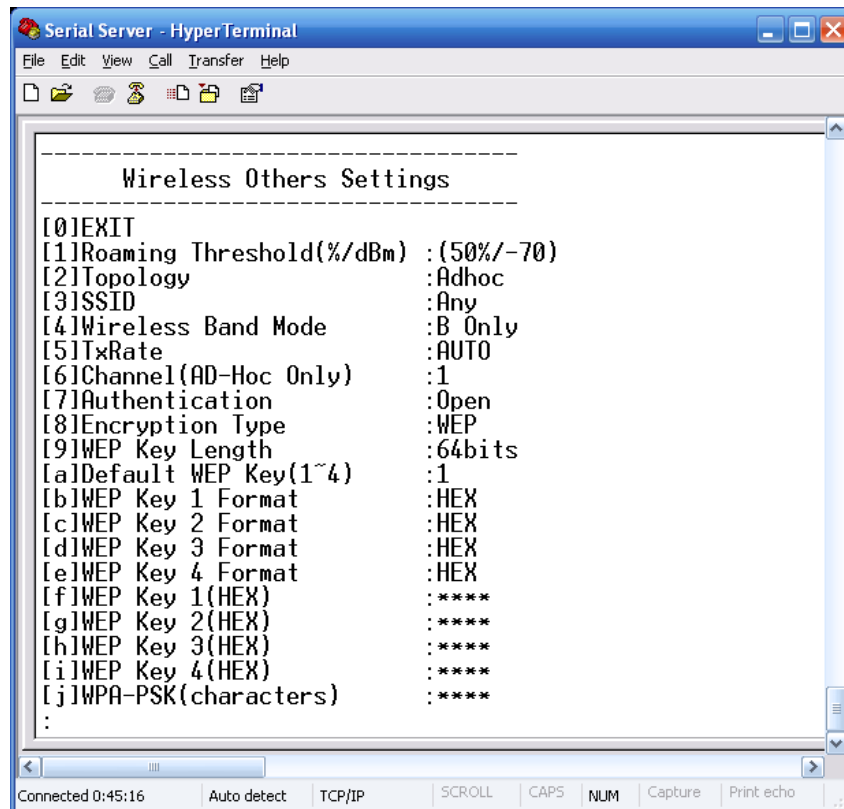 Serial Server - HyperTerminal
File Edit View Call Transfer Help
------------------------------------
Wireless Others Settings
------------------------------------
[0]EXIT
[1]Roaming Threshold(%/dBm) :(50%/-70)
[2]Topology :Adhoc
[3]SSID :Any
[4]Wireless Band Mode :B Only
[5]TxRate :AUTO
[6]Channel(AD-Hoc Only) :1
[7]Authentication :Open
[8]Encryption Type :WEP
[9]WEP Key Length :64bits
[a]Default WEP Key(1~4) :1
[b]WEP Key 1 Format :HEX
[c]WEP Key 2 Format :HEX
[d]WEP Key 3 Format :HEX
[e]WEP Key 4 Format :HEX
[f]WEP Key 1(HEX) :****
[g]WEP Key 2(HEX) :****
[h]WEP Key 3(HEX) :****
[i]WEP Key 4(HEX) :****
[j]WPA-PSK(characters) :****
:
Connected 0:45:16 Auto detect TCP/IP SCROLL CAPS NUM Capture Print echo